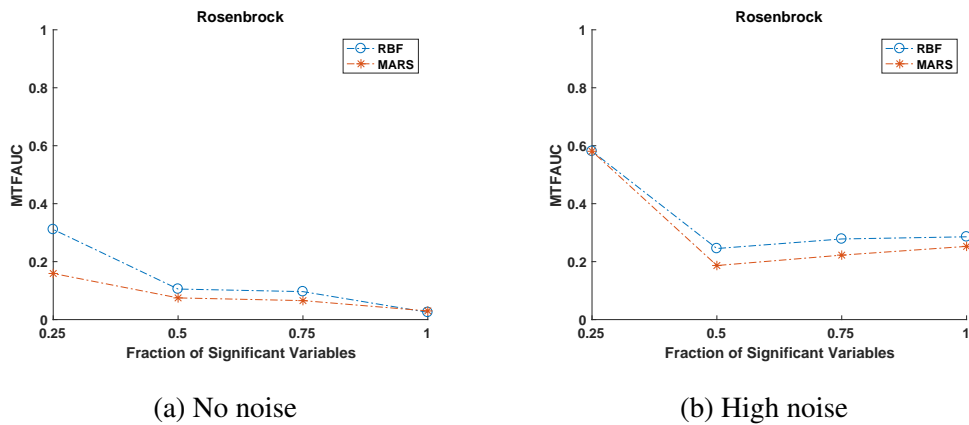 Rosenbrock
1
0.8
0.6
0.4
0.2
0
MTFAUC
RBF
MARS
0.25
0.5
0.75
1
Fraction of Significant Variables
(a) No noise
Rosenbrock
1
0.8
0.6
0.4
0.2
0
MTFAUC
RBF
MARS
0.25
0.5
0.75
1
Fraction of Significant Variables
(b) High noise